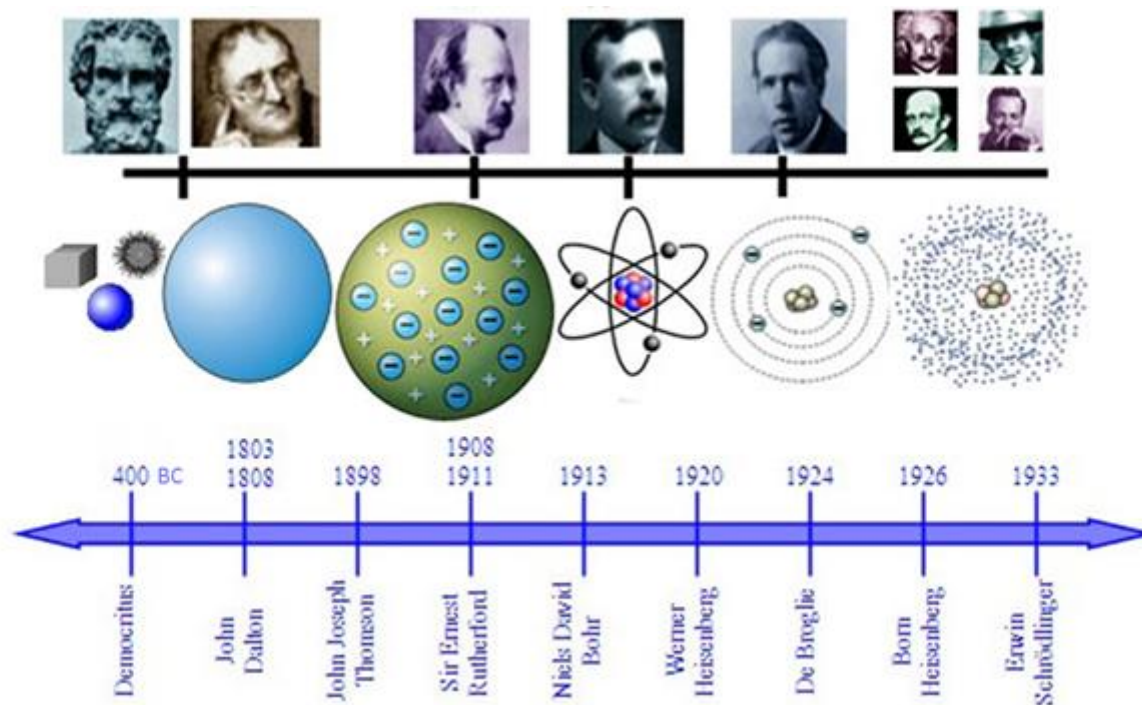 1803
1908
400 BC
1808
1898
1911
1913
1920
1924
1926
1933
Democritus
John
Dalton
John Joseph
Thomson
Sir Ernest
Rutherford
Niels David
Bohr
Werner
Heisenberg
De Broglie
Born
Heisenberg
Erwin
Schrödlinger